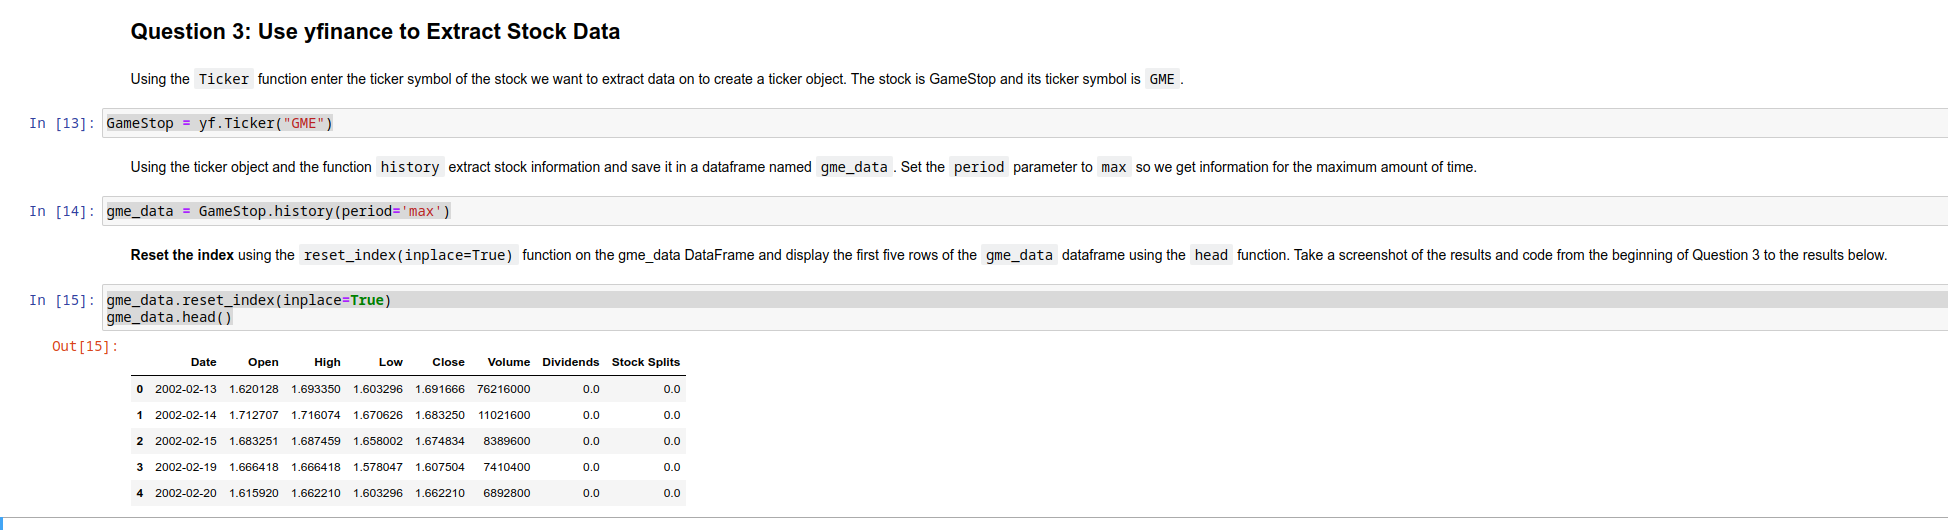 Question 3: Use yfinance to Extract Stock Data
Using the Ticker function enter the ticker symbol of the stock we want to extract data on to create a ticker object. The stock is GameStop and its ticker symbol is GME .
In [13]: GameStop = yf.Ticker("GME")
Using the ticker object and the function history extract stock information and save it in a dataframe named gme_data . Set the period parameter to max so we get information for the maximum amount of time.
In [14]: gme_data = GameStop.history(period='max')
Reset the index using the reset_index(inplace=True) function on the gme_data DataFrame and display the first five rows of the gme_data dataframe using the head function. Take a screenshot of the results and code from the beginning of Question 3 to the results below.
In [15]: gme_data.reset_index(inplace=True)
gme_data.head()
Out[15]:
Date Open High Low Close Volume Dividends Stock Splits
0 2002-02-13 1.620128 1.693350 1.603296 1.691666 76216000 0.0 0.0
1 2002-02-14 1.712707 1.716074 1.670626 1.683250 11021600 0.0 0.0
2 2002-02-15 1.683251 1.687459 1.658002 1.674834 8389600 0.0 0.0
3 2002-02-19 1.666418 1.666418 1.578047 1.607504 7410400 0.0 0.0
4 2002-02-20 1.615920 1.662210 1.603296 1.662210 6892800 0.0 0.0